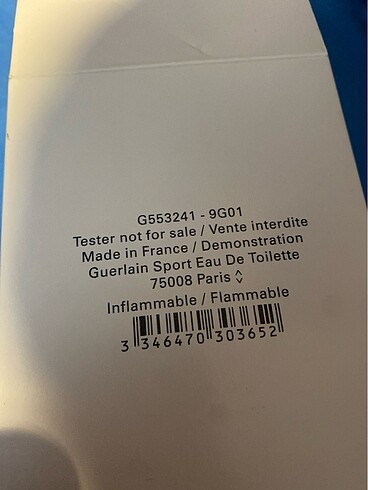 G553241 - 9G01
Tester not for sale / Vente interdite
Made in France / Demonstration
Guerlain Sport Eau De Toilette
75008 Paris
Inflammable / Flammable
3 346470 303652